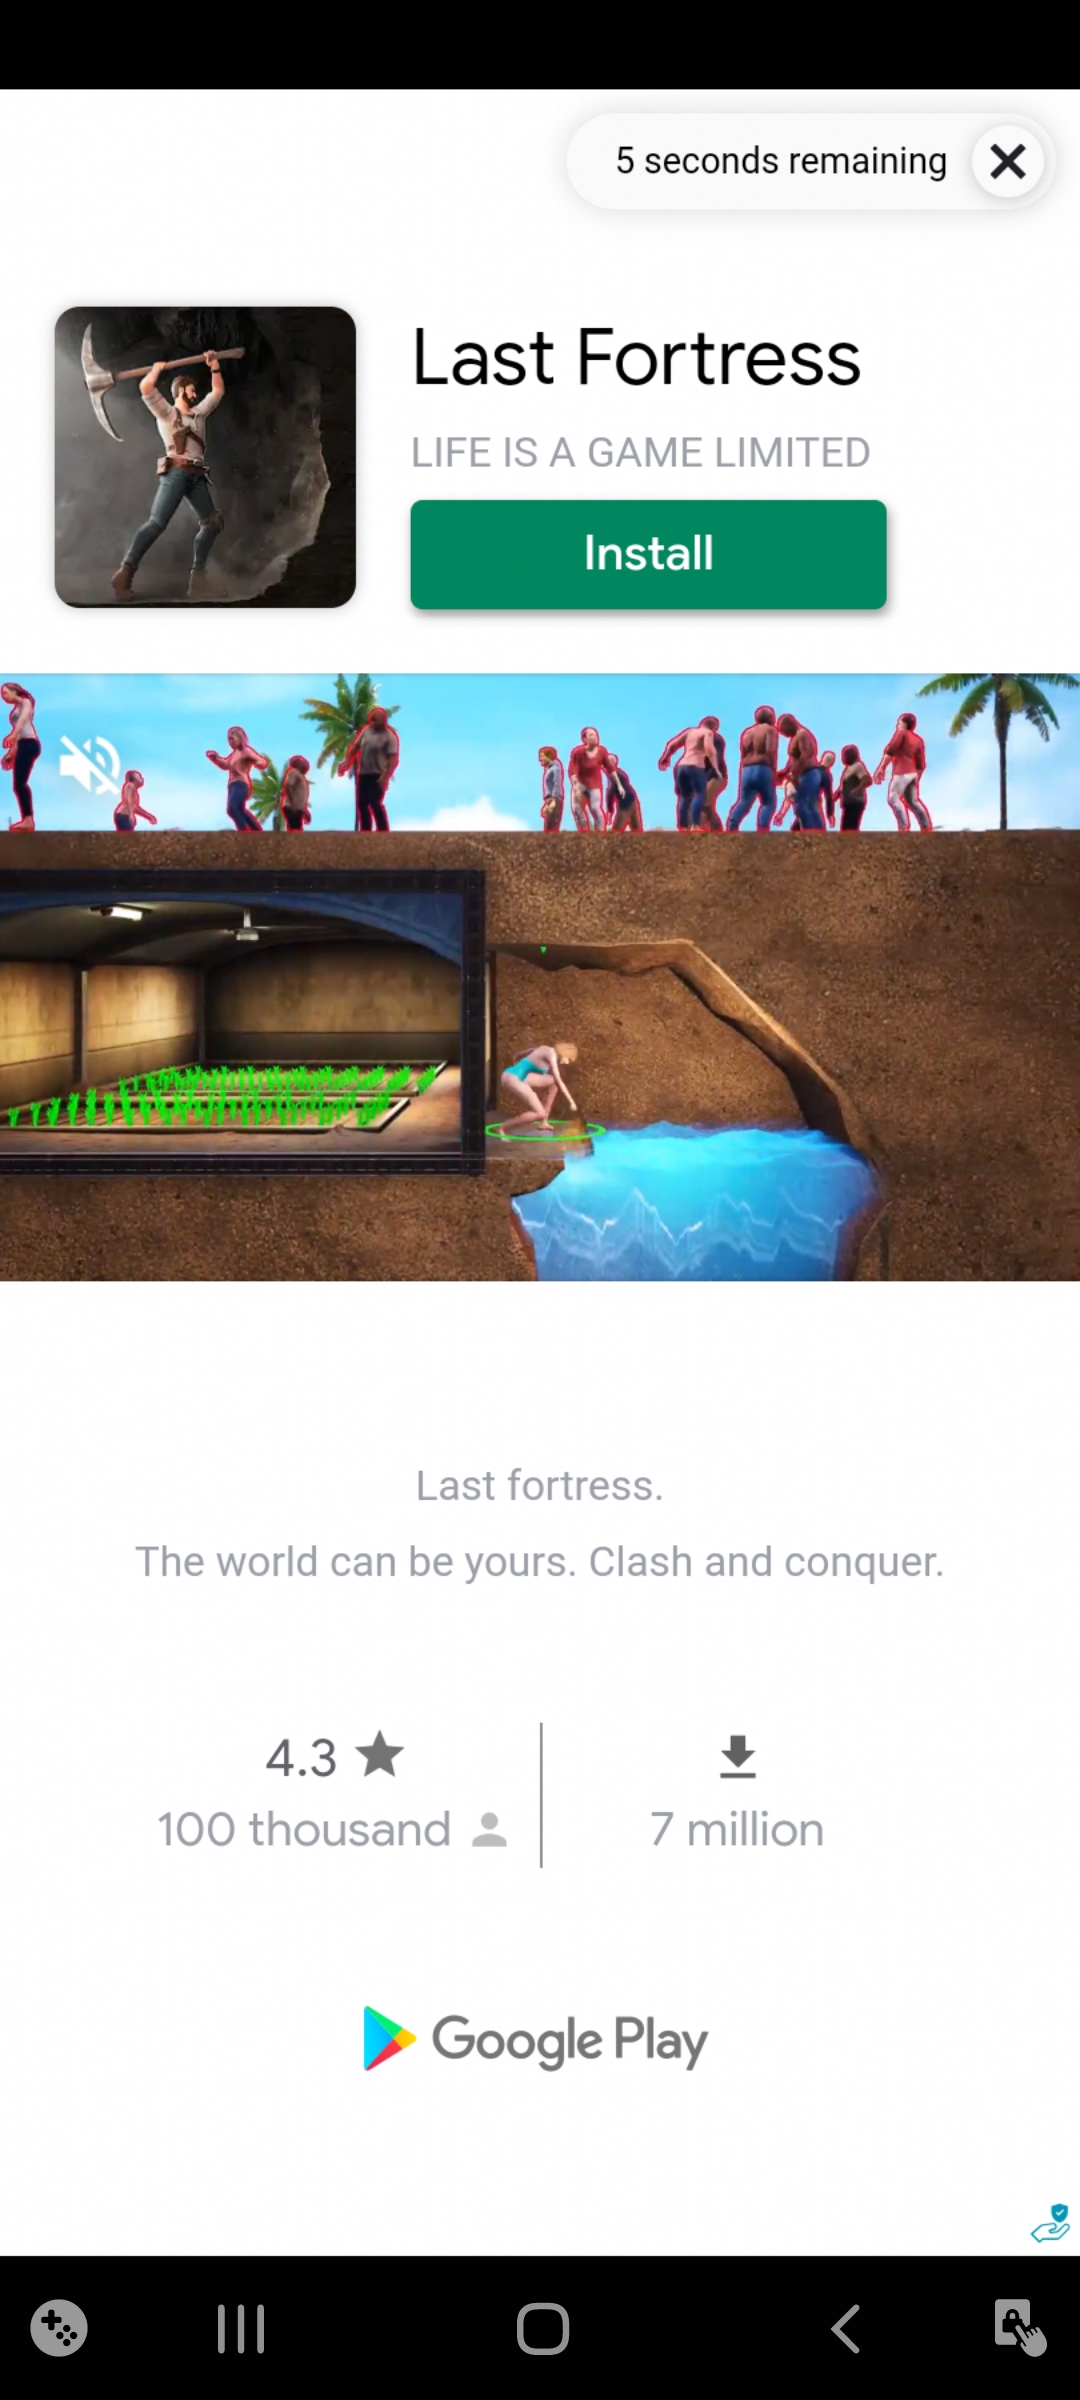 5 seconds remaining
Last Fortress
LIFE IS A GAME LIMITED
Install
Last fortress.
The world can be yours. Clash and conquer.
4.3
100 thousand
7 million
Google Play